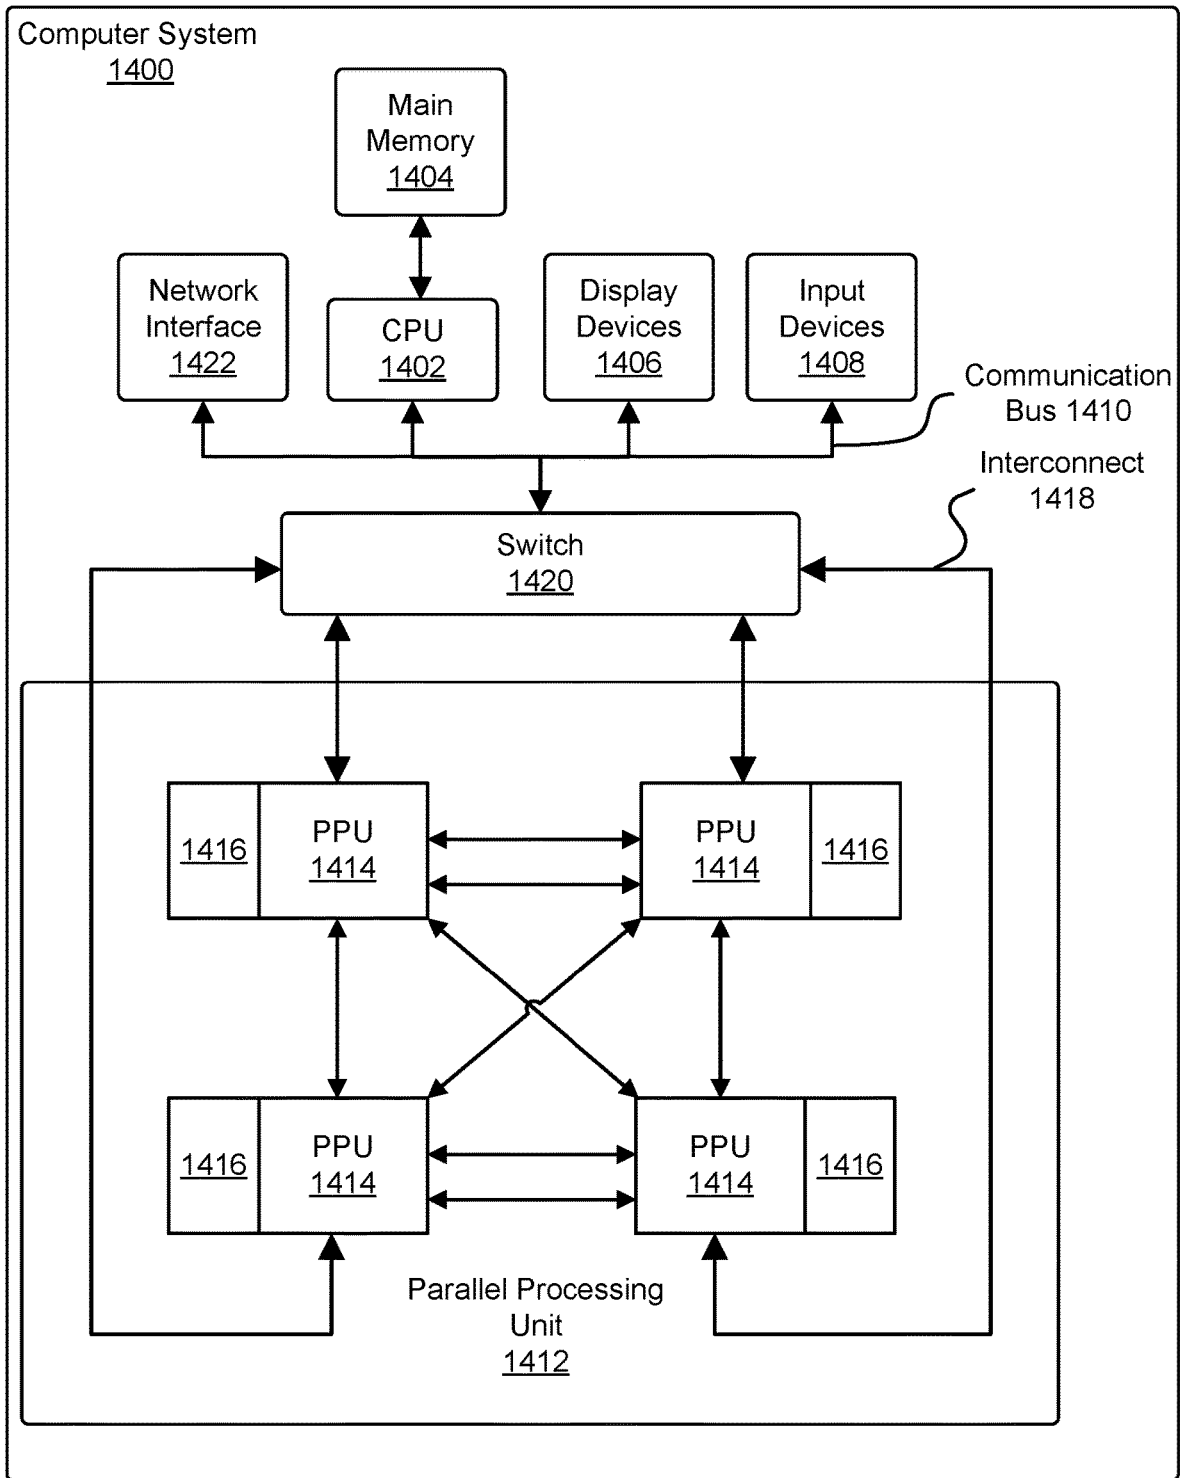 Computer System
1400
Main
Memory
1404
Network
Interface
1422
CPU
1402
Display
Devices
1406
Input
Devices
1408
Communication
Bus 1410
Interconnect
1418
Switch
1420
1416
PPU
1414
PPU
1414
1416
1416
PPU
1414
PPU
1414
1416
Parallel Processing
Unit
1412